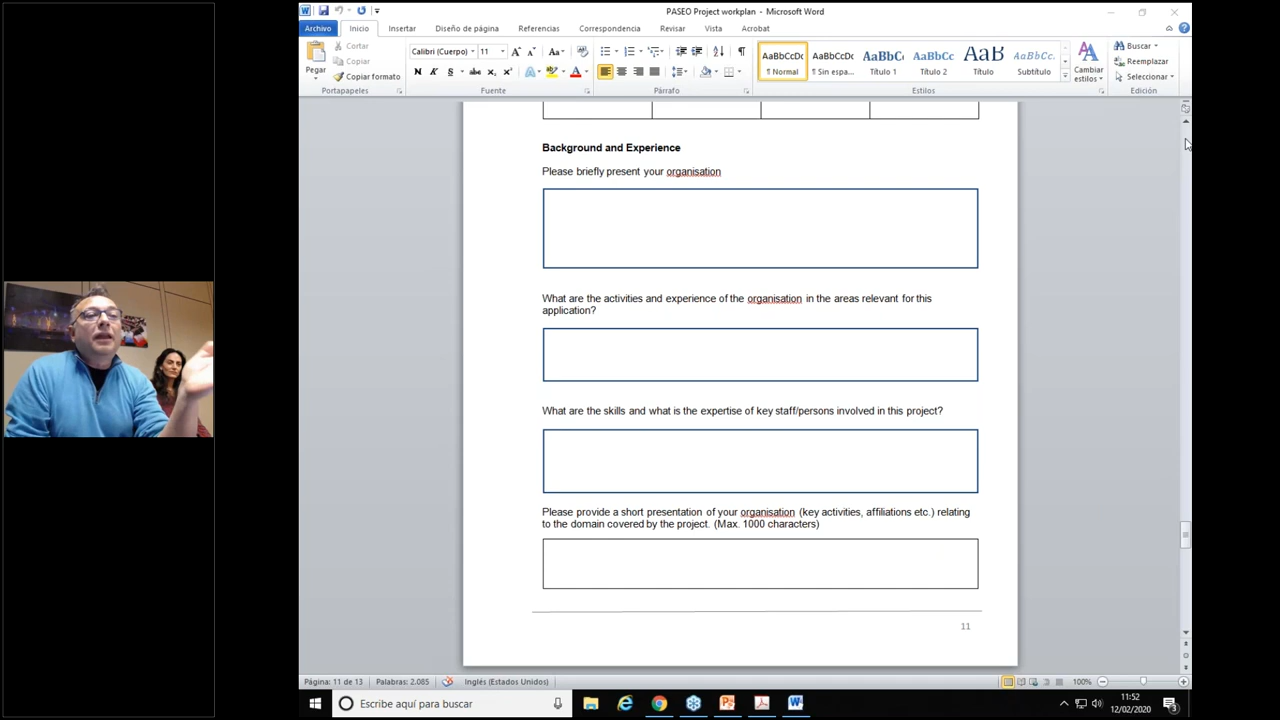 PASEO Project workplan - Microsoft Word
Archivo Inicio Insertar Diseño de página Referencias Correspondencia Revisar Vista Acrobat
Pegar
Cortar
Copiar
Copiar formato
Portapapeles
Calibri (Cuerpo) 11
Fuente
Párrafo
AaBbCcDc AaBbCcDc AaBbC AaBbCc AaB AaBbCc.
¶ Normal ¶ Sin espa... Título 1 Título 2 Título Subtítulo
Cambiar
estilos
Estilos
Buscar
Reemplazar
Seleccionar
Edición
Background and Experience
Please briefly present your organisation
What are the activities and experience of the organisation in the areas relevant for this
application?
What are the skills and what is the expertise of key staff/persons involved in this project?
Please provide a short presentation of your organisation (key activities, affiliations etc.) relating
to the domain covered by the project. (Max. 1000 characters)
11
Página: 11 de 13 Palabras: 2.085 Inglés (Estados Unidos) 100%
Escribe aquí para buscar
11:52
12/02/2020